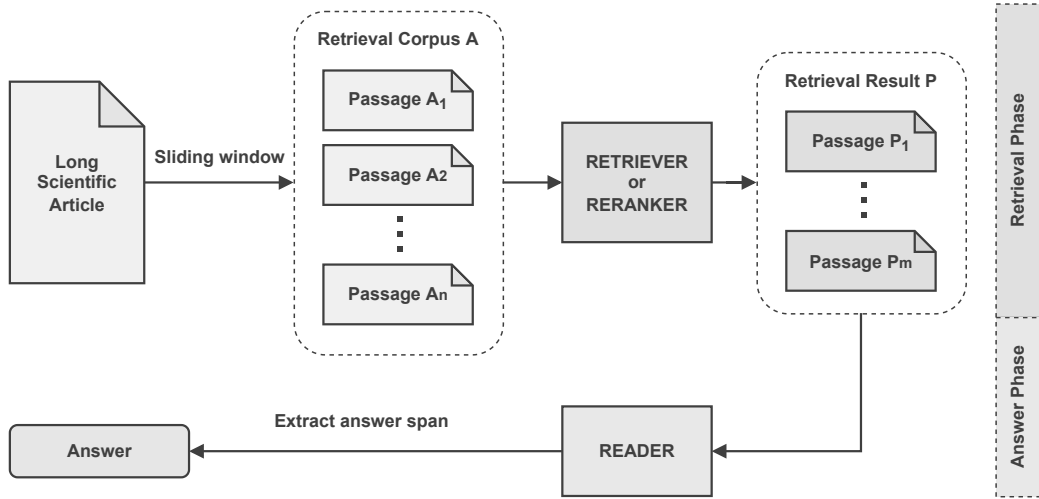 Retrieval Corpus A
Passage A1
Passage A2
Passage An
Long
Scientific
Article
Sliding window
RETRIEVER
or
RERANKER
Retrieval Result P
Passage P1
Passage Pm
Retrieval Phase
Answer Phase
READER
Extract answer span
Answer